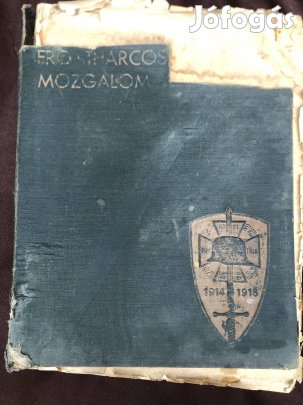 Jófogás
FRONTHARCOS
MOZGALOM
1914 1918